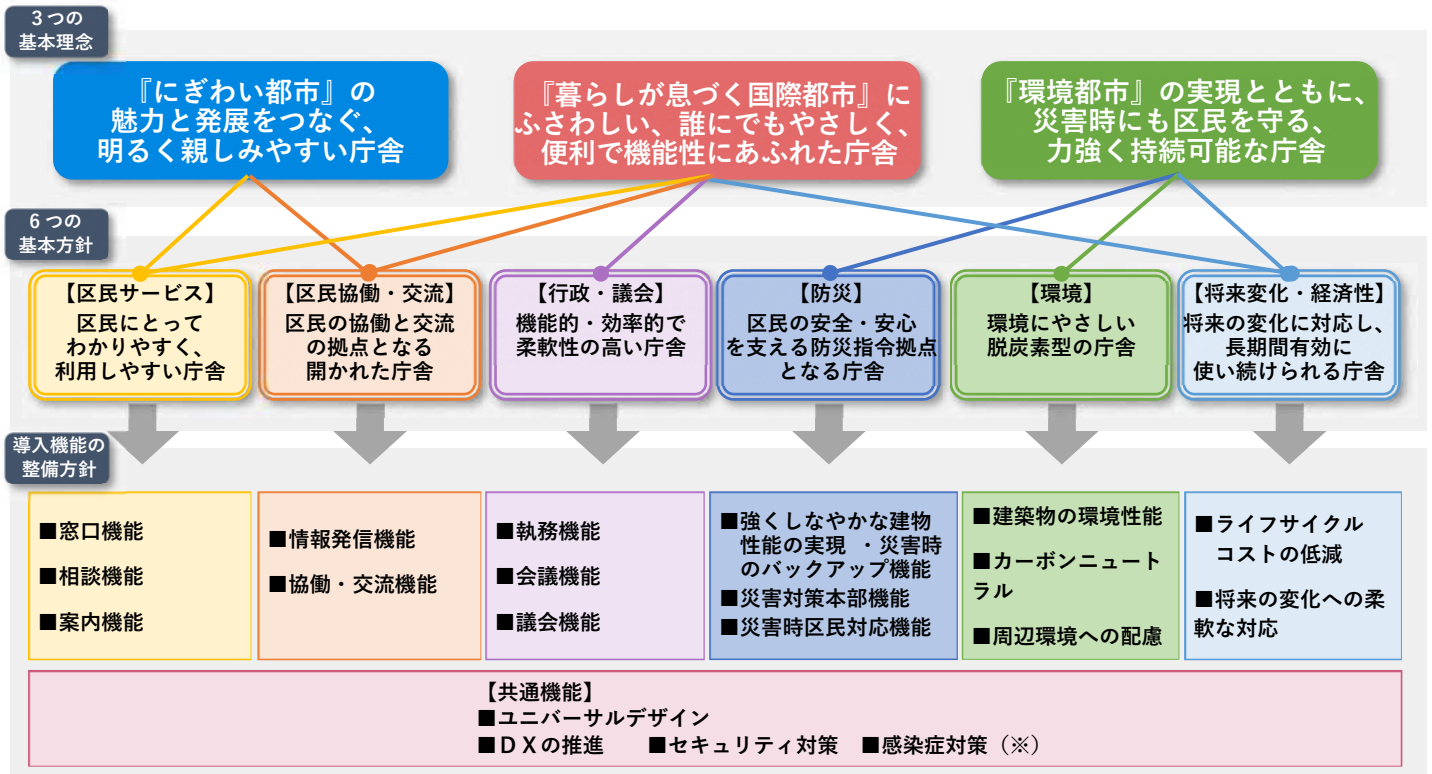 3つの
基本理念
『にぎわい都市』の
魅力と発展をつなぐ、
明るく親しみやすい庁舎
『暮らしが息づく国際都市』に
ふさわしい、誰にでもやさしく、
便利で機能性にあふれた庁舎
『環境都市』の実現とともに、
災害時にも区民を守る、
力強く持続可能な庁舎
6つの
基本方針
【区民サービス】
区民にとって
わかりやすく、
利用しやすい庁舎
【区民協働・交流】
区民の協働と交流
の拠点となる
開かれた庁舎
【行政・議会】
機能的・効率的で
柔軟性の高い庁舎
【防災】
区民の安全・安心
を支える防災指令拠点
となる庁舎
【環境】
環境にやさしい
脱炭素型の庁舎
【将来変化・経済性】
将来の変化に対応し、
長期間有効に
使い続けられる庁舎
導入機能の
整備方針
■窓口機能
■相談機能
■案内機能
■情報発信機能
■協働・交流機能
■執務機能
■会議機能
■議会機能
■強くしなやかな建物
性能の実現 ・災害時
のバックアップ機能
■災害対策本部機能
■災害時区民対応機能
■建築物の環境性能
■カーボンニュート
ラル
■周辺環境への配慮
■ライフサイクル
コストの低減
■将来の変化への柔
軟な対応
【共通機能】
■ユニバーサルデザイン
■DXの推進 ■セキュリティ対策 ■感染症対策(※)